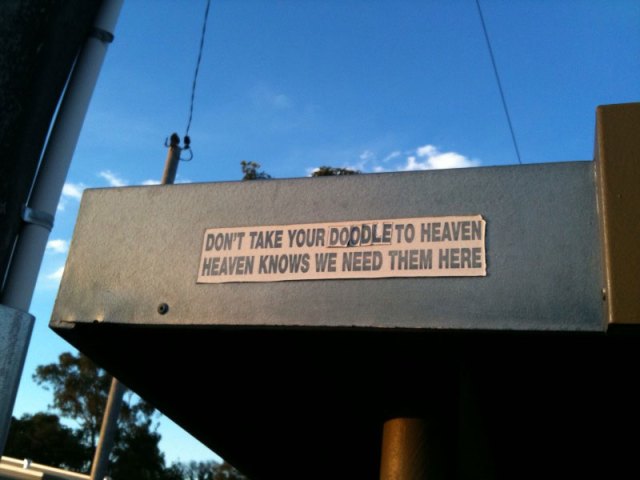 DON'T TAKE YOUR DOODLE TO HEAVEN
HEAVEN KNOWS WE NEED THEM HERE